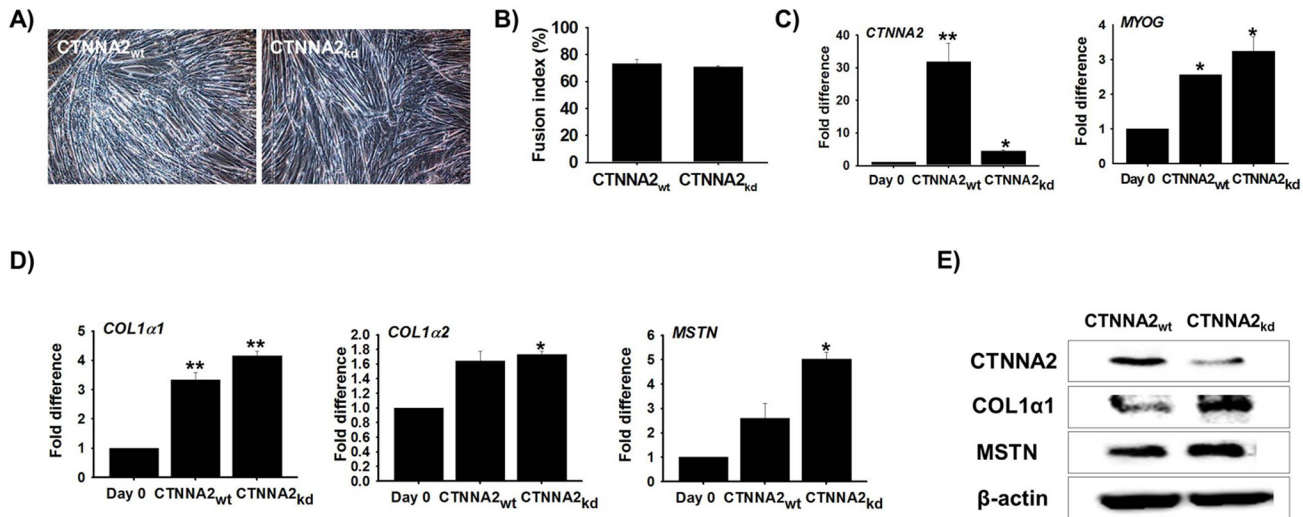 A)
CTNNA2wt
CTNNA2kd
B)
Fusion index (%)
100
80
60
40
20
0
CTNNA2wt CTNNA2kd
C)
CTNNA2
Fold difference
40
30
20
10
0
**
*
Day 0 CTNNA2wt CTNNA2kd
MYOG
Fold difference
4
3
2
1
0
*
*
Day 0 CTNNA2wt CTNNA2kd
D)
COL1α1
Fold difference
5
4
3
2
1
0
**
**
Day 0 CTNNA2wt CTNNA2kd
COL1α2
Fold difference
2.0
1.8
1.6
1.4
1.2
1.0
0.8
0.6
0.4
0.2
0.0
*
Day 0 CTNNA2wt CTNNA2kd
MSTN
Fold difference
6
5
4
3
2
1
0
*
Day 0 CTNNA2wt CTNNA2kd
E)
CTNNA2wt CTNNA2kd
CTNNA2
COL1α1
MSTN
β-actin